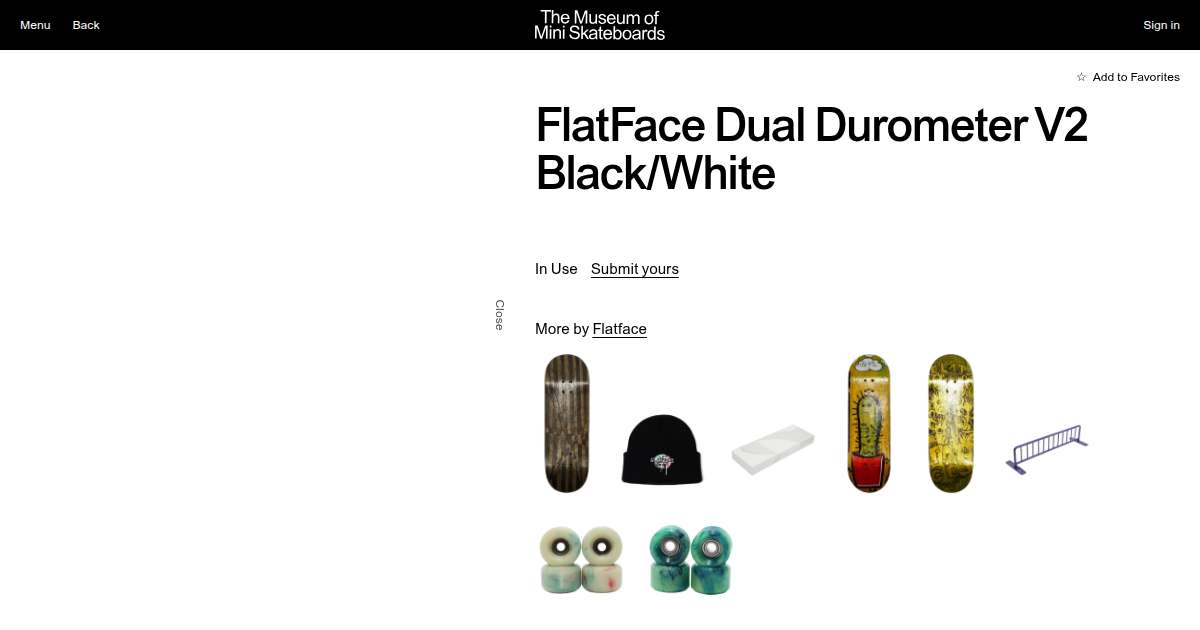 Menu
Back
The Museum of
Mini Skateboards
Sign in
☆ Add to Favorites
FlatFace Dual Durometer V2
Black/White
In Use
Submit yours
Close
More by Flatface